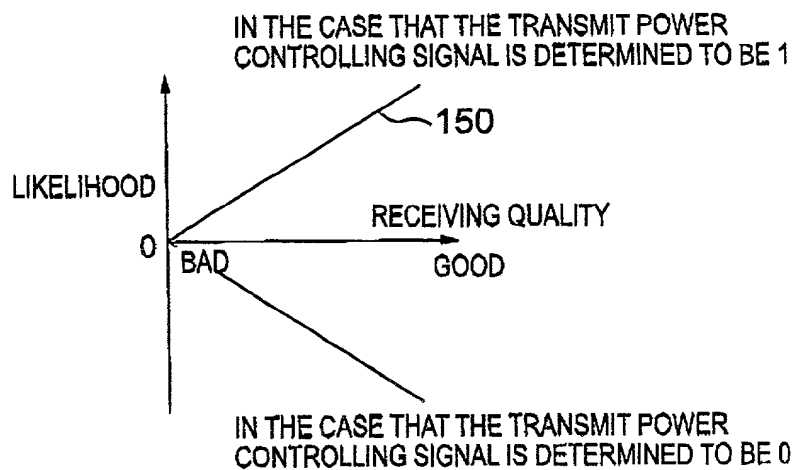 IN THE CASE THAT THE TRANSMIT POWER
CONTROLLING SIGNAL IS DETERMINED TO BE 1
150
LIKELIHOOD
RECEIVING QUALITY
0
BAD
GOOD
IN THE CASE THAT THE TRANSMIT POWER
CONTROLLING SIGNAL IS DETERMINED TO BE 0